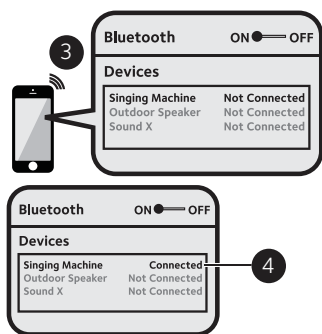 3
Bluetooth ON OFF
Devices
Singing Machine Not Connected
Outdoor Speaker Not Connected
Sound X Not Connected
Bluetooth ON OFF
Devices
Singing Machine Connected
4
Outdoor Speaker Not Connected
Sound X Not Connected